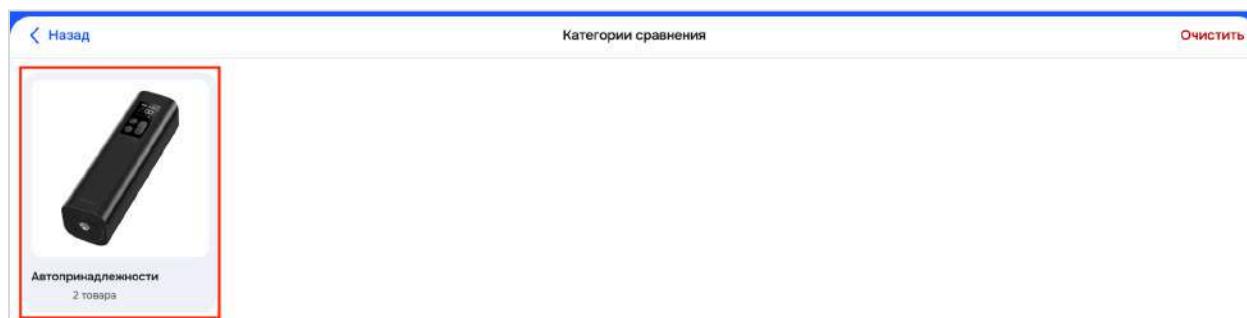 Назад
Категории сравнения
Очистить
Автопринадлежности
2 товара